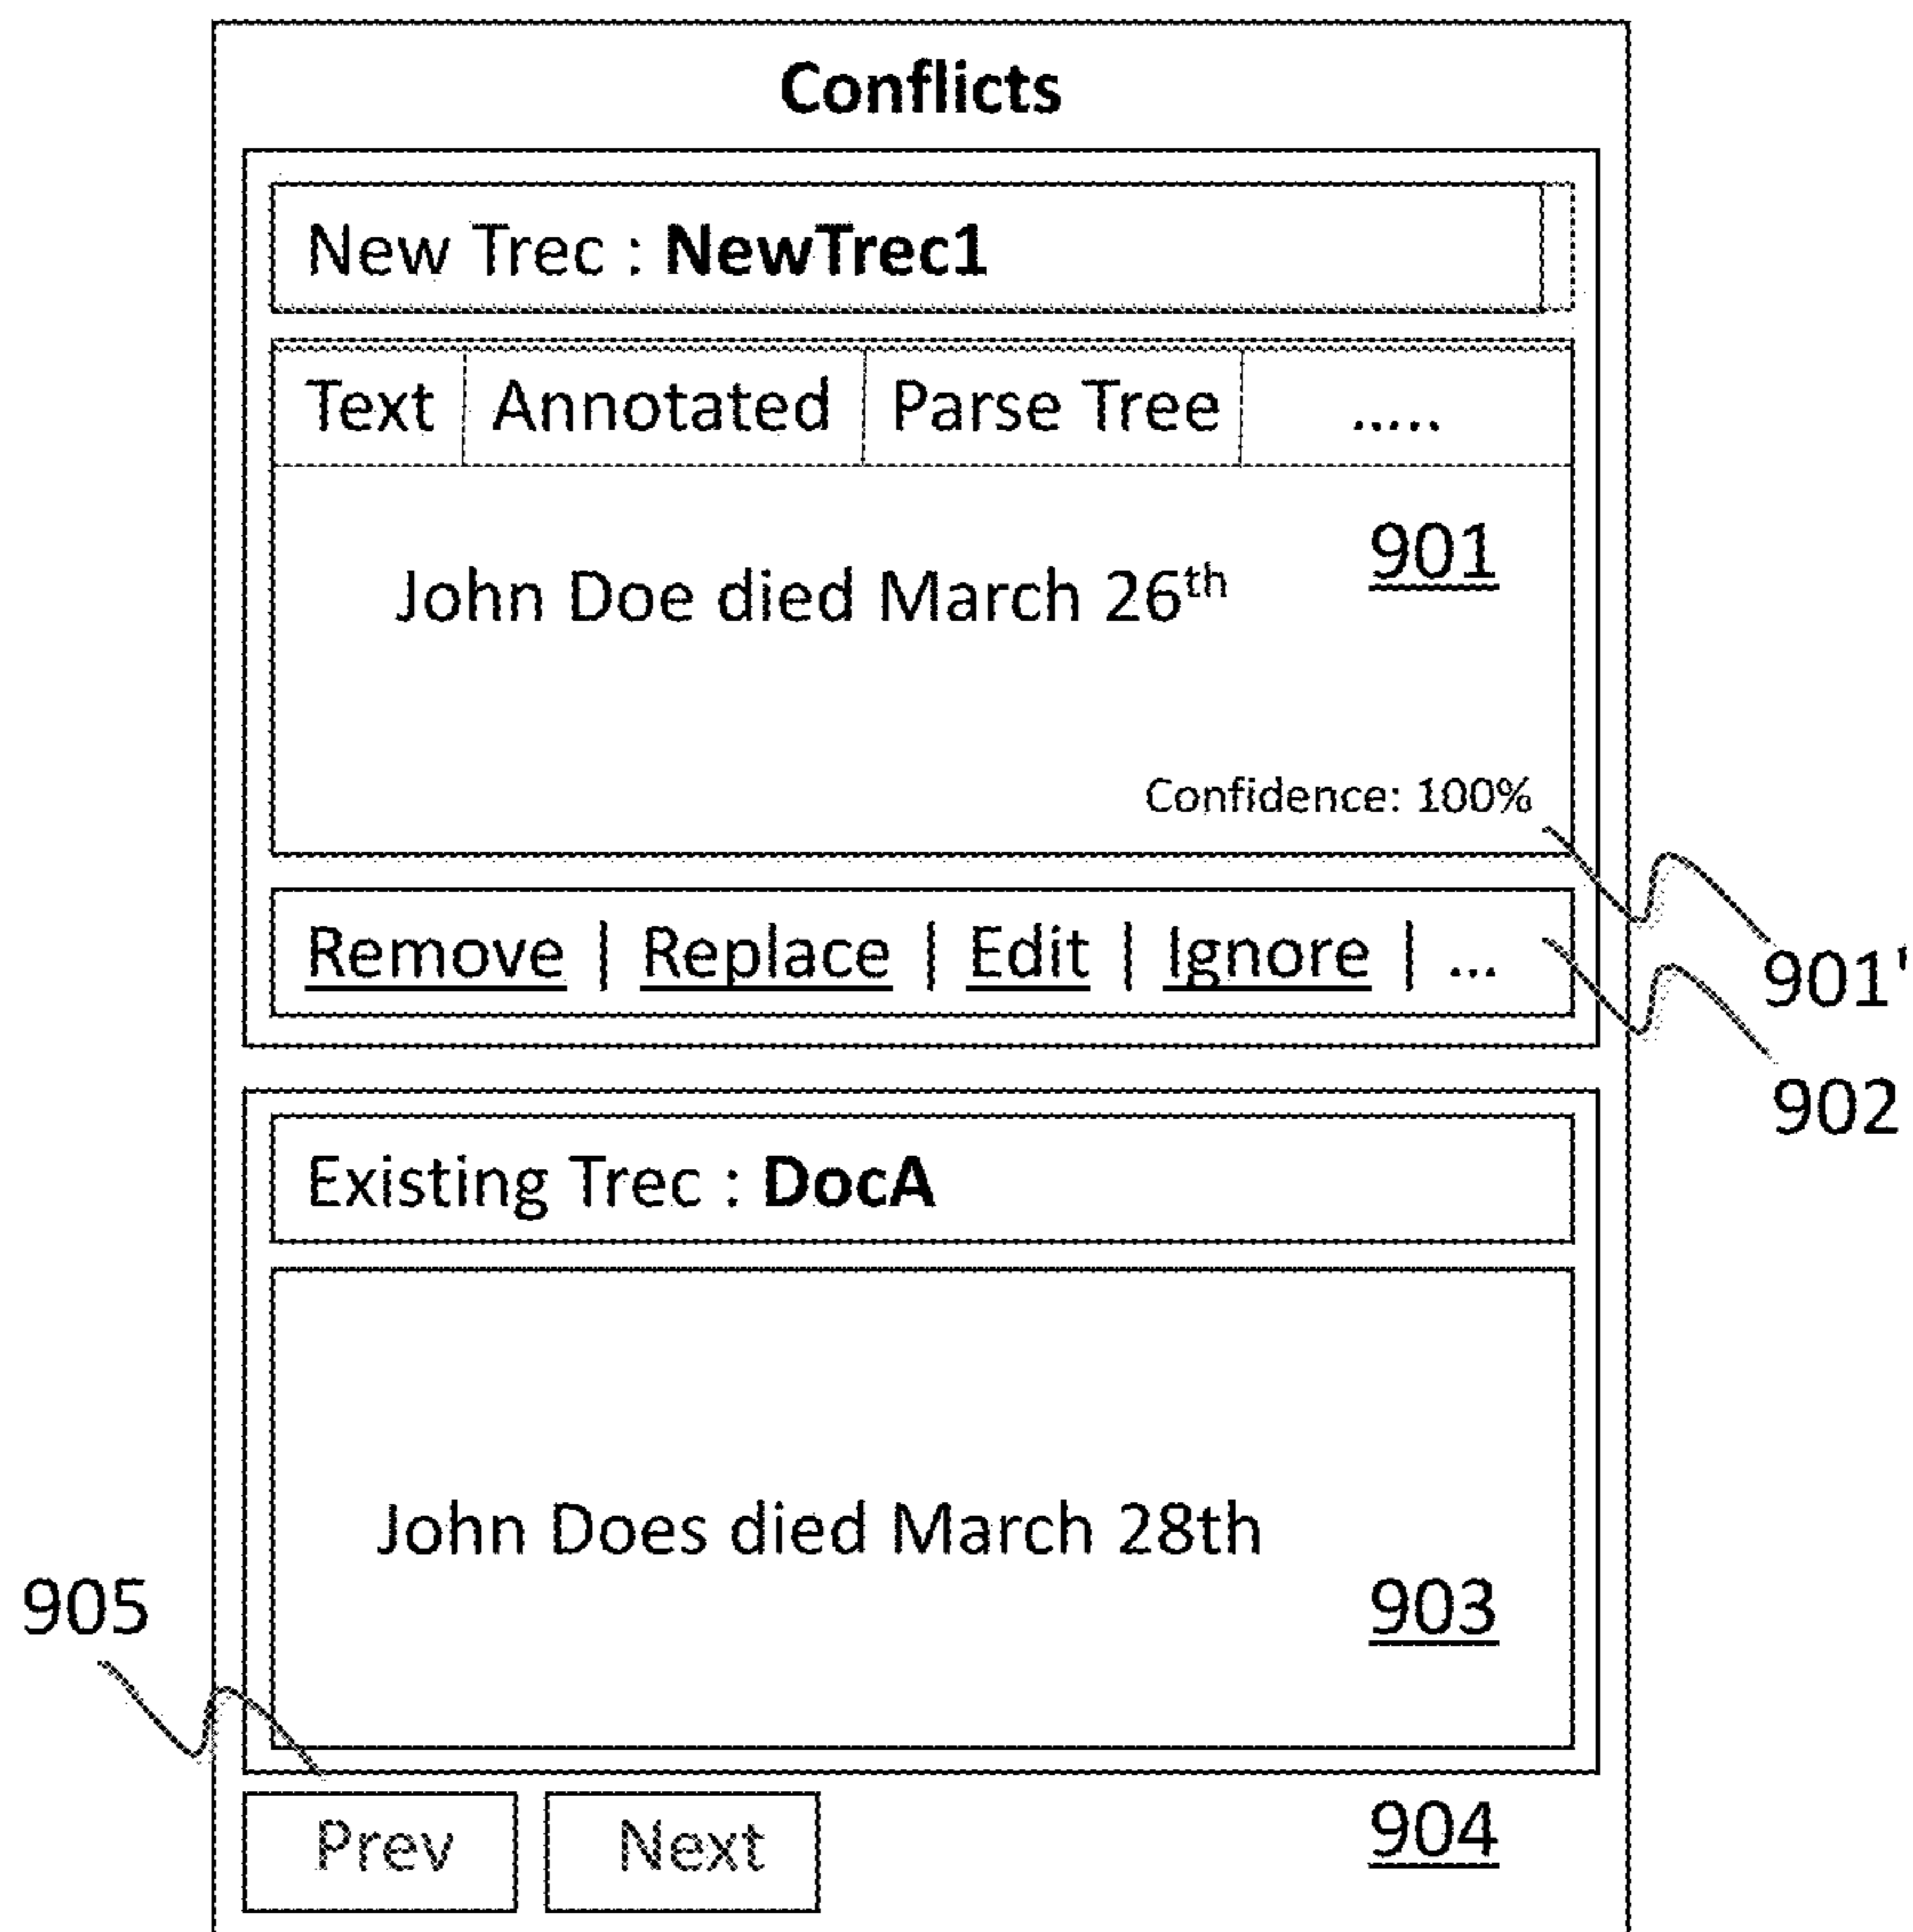 Conflicts
New Trec : NewTrec1
Text Annotated Parse Tree .....
901
John Doe died March 26th
Confidence: 100%
Remove | Replace | Edit | Ignore | ...
901'
902
Existing Trec : DocA
John Does died March 28th
903
905
Prev Next
904